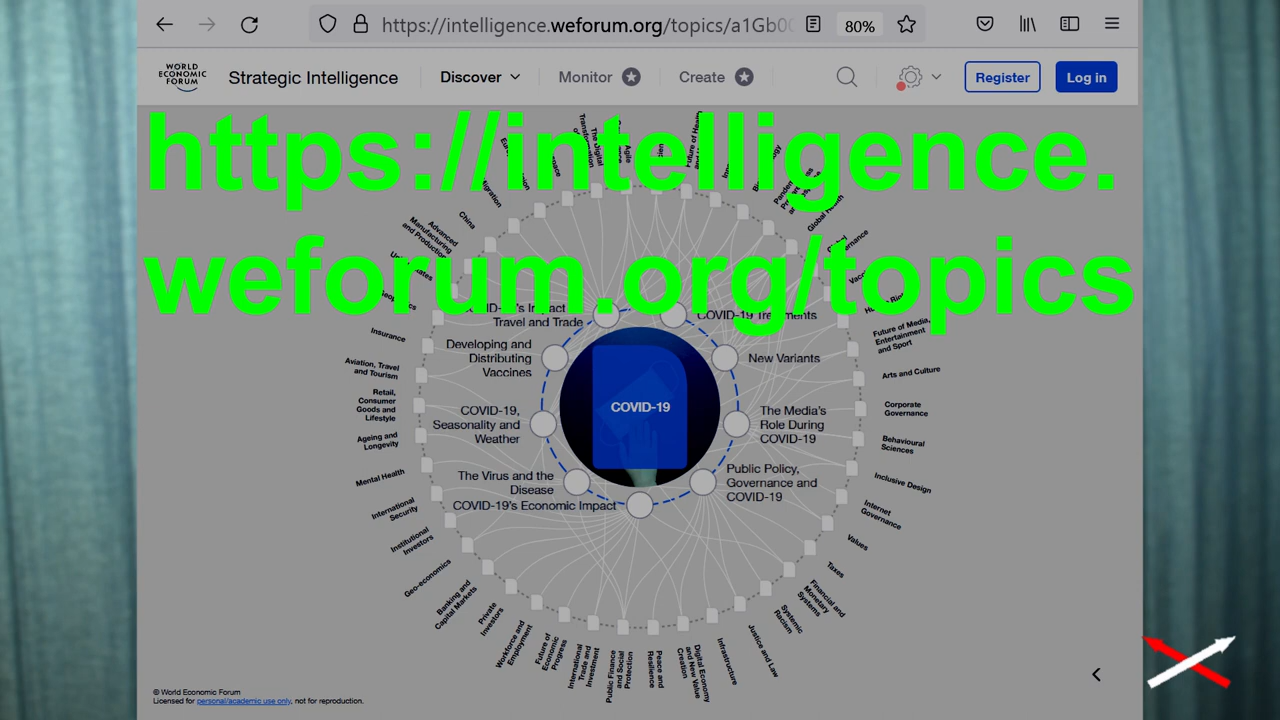 https://intelligence.weforum.org/topics/a1Gb0
80%
WORLD
ECONOMIC
FORUM
Strategic Intelligence
Discover
Monitor
Create
Register
Log in
https://intelligence.
weforum.org/topics
Migration
China
Advanced
Manufacturing
and Production
Insurance
Aviation, Travel
and Tourism
Retail,
Consumer
Goods and
Lifestyle
Ageing and
Longevity
Mental Health
International
Security
Institutional
Investors
Geo-economics
Banking and
Capital Markets
Private
Investors
Workforce and
Employment
Future of
Economic
Progress
International
Trade and
Investment
Public Finance
and Social
Protection
Peace and
Resilience
Digital Economy
and New Value
Creation
Infrastructure
Justice and Law
Systemic
Racism
Financial and
Monetary
Systems
Taxes
Values
Internet
Governance
Inclusive Design
Behavioural
Sciences
Corporate
Governance
Arts and Culture
Future of Media,
Entertainment
and Sport
Global Health
Travel and Trade
Developing and
Distributing
Vaccines
COVID-19,
Seasonality and
Weather
The Virus and the
Disease
COVID-19's Economic Impact
COVID-19
COVID-19 Treatments
New Variants
The Media's
Role During
COVID-19
Public Policy,
Governance and
COVID-19
© World Economic Forum
Licensed for personal/academic use only, not for reproduction.